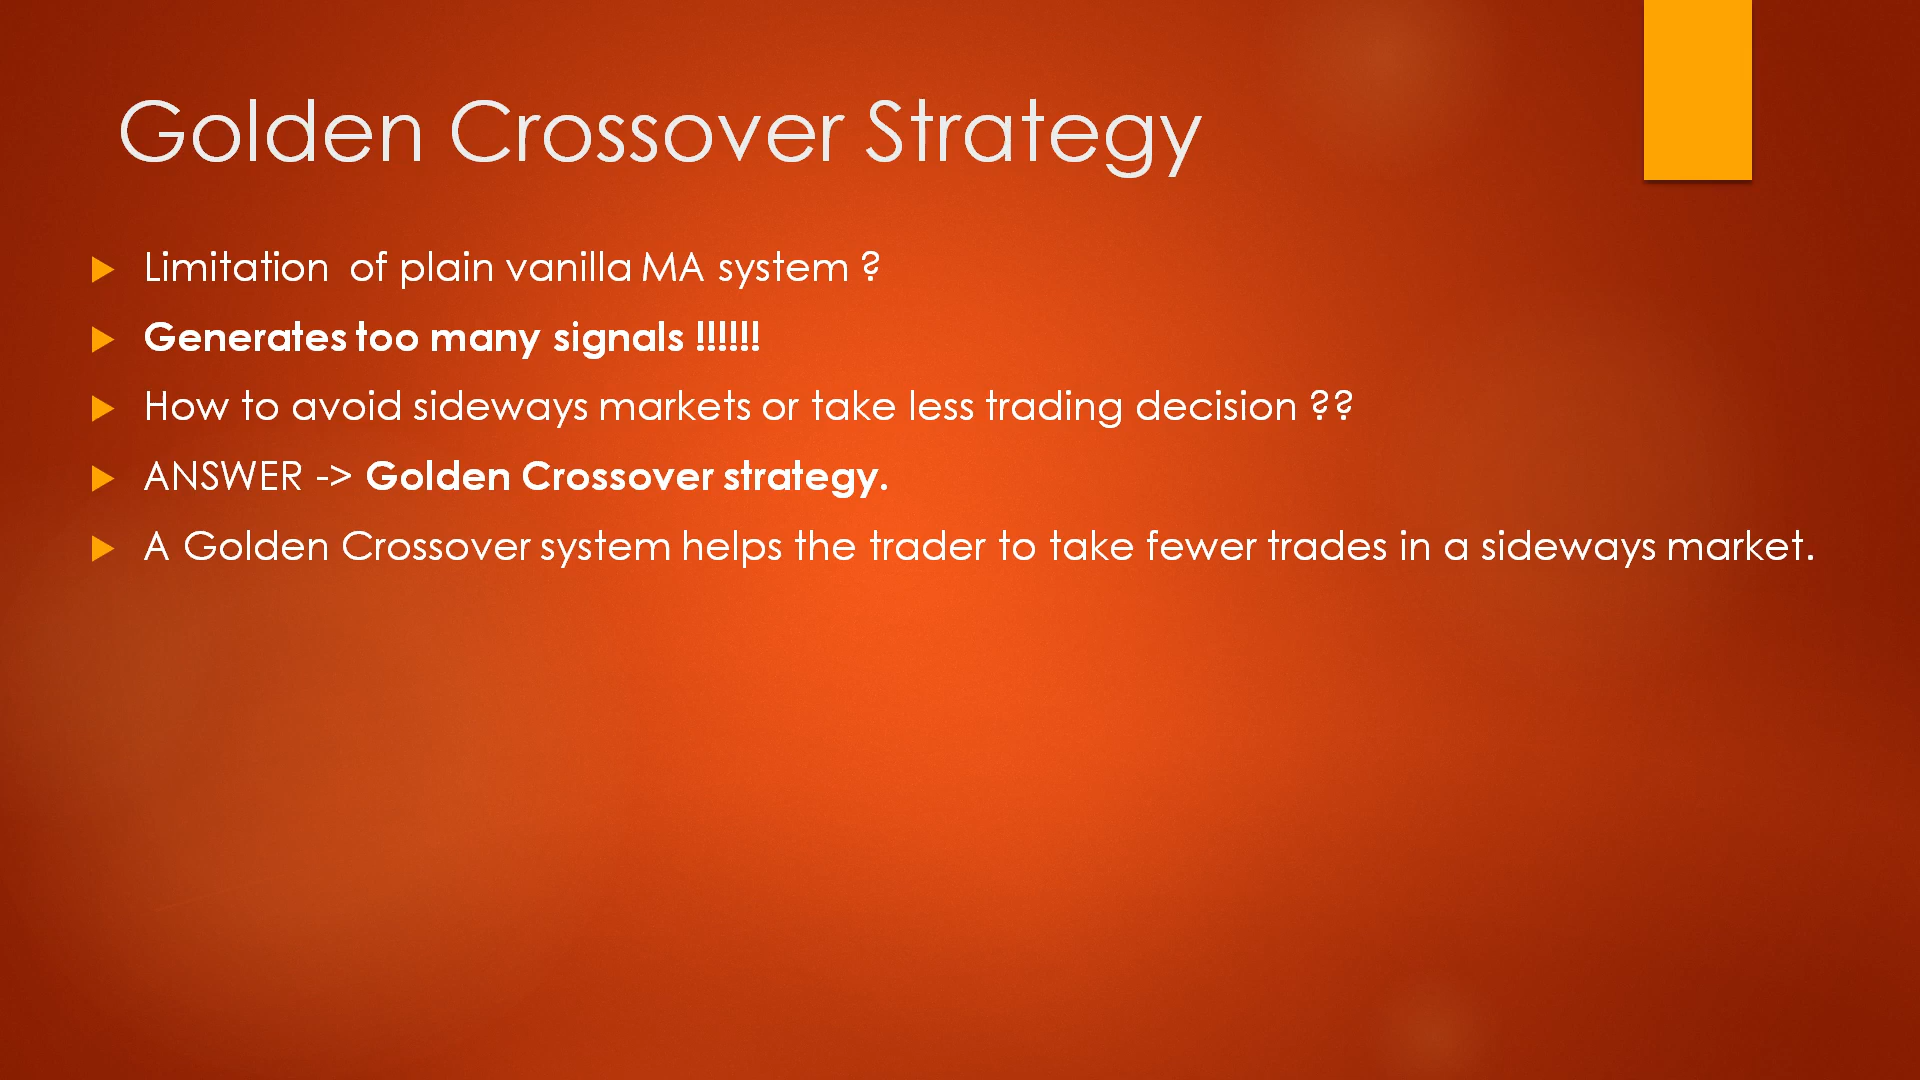 Golden Crossover Strategy
Limitation  of plain vanilla MA system ?
Generates too many signals !!!!!!
How to avoid sideways markets or take less trading decision ??
ANSWER -> Golden Crossover strategy.
A Golden Crossover system helps the trader to take fewer trades in a sideways market.